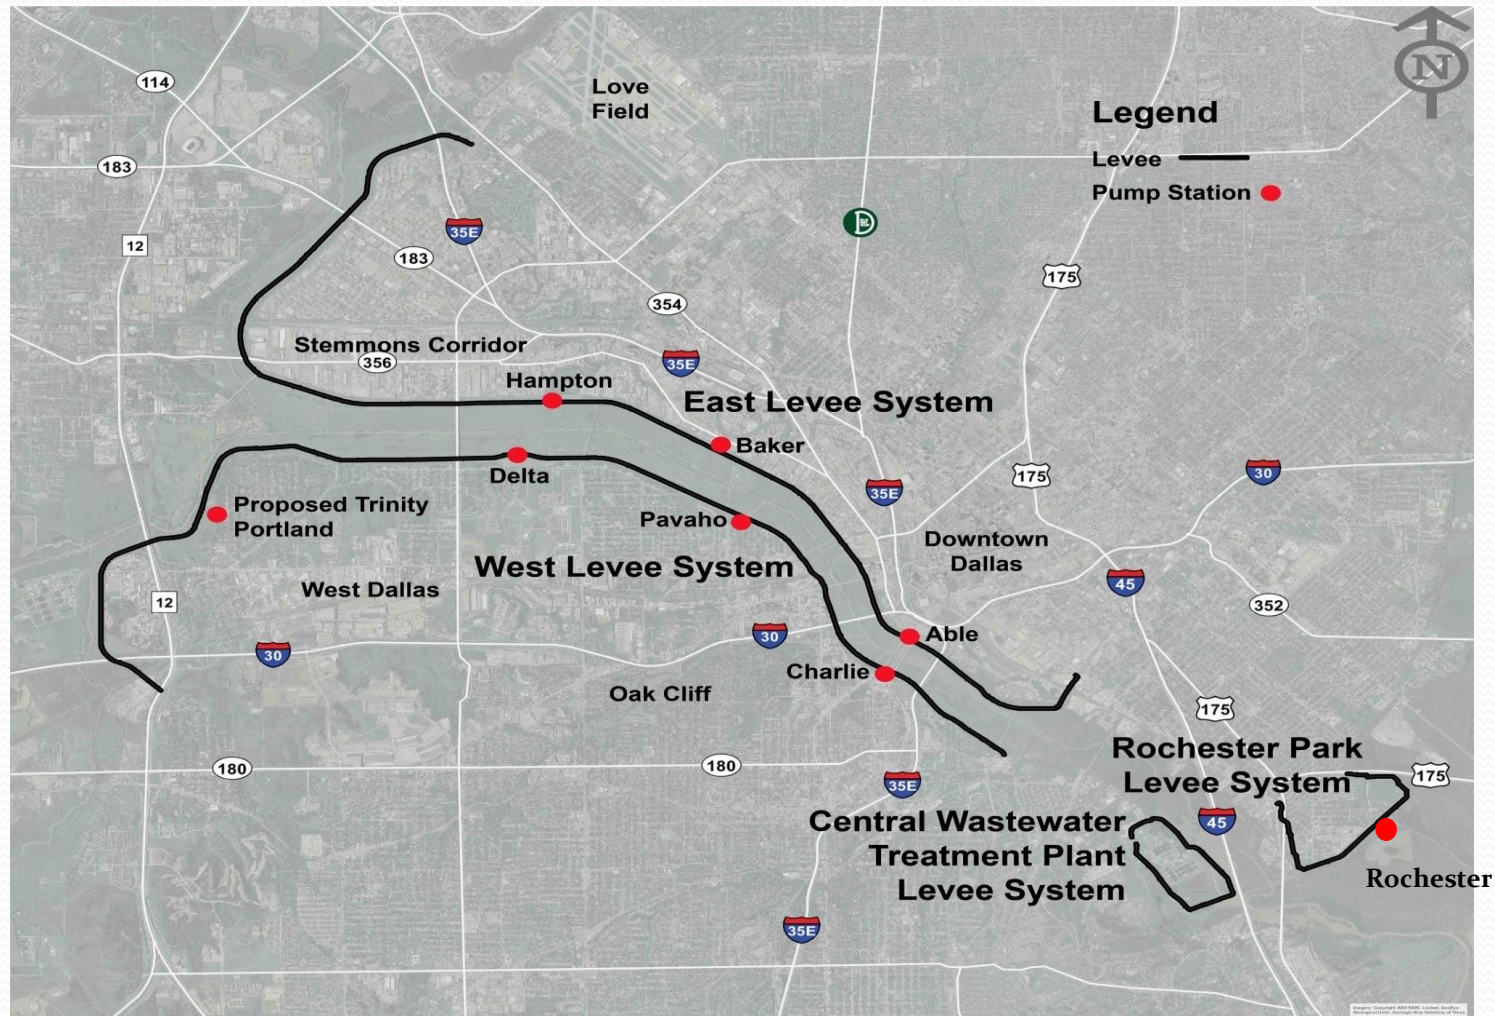 N
114
Love
Field
Legend
Levee
183
Pump Station
35E
D
12
183
175
354
Stemmons Corridor
356
35E
Hampton
East Levee System
Baker
30
Delta
175
35E
Proposed Trinity
Portland
Pavaho
Downtown
Dallas
West Levee System
45
West Dallas
12
352
30
Able
30
Charlie
Oak Cliff
175
Rochester Park
Levee System
180
180
175
35E
Central Wastewater
Treatment Plant
Levee System
45
Rochester
35E